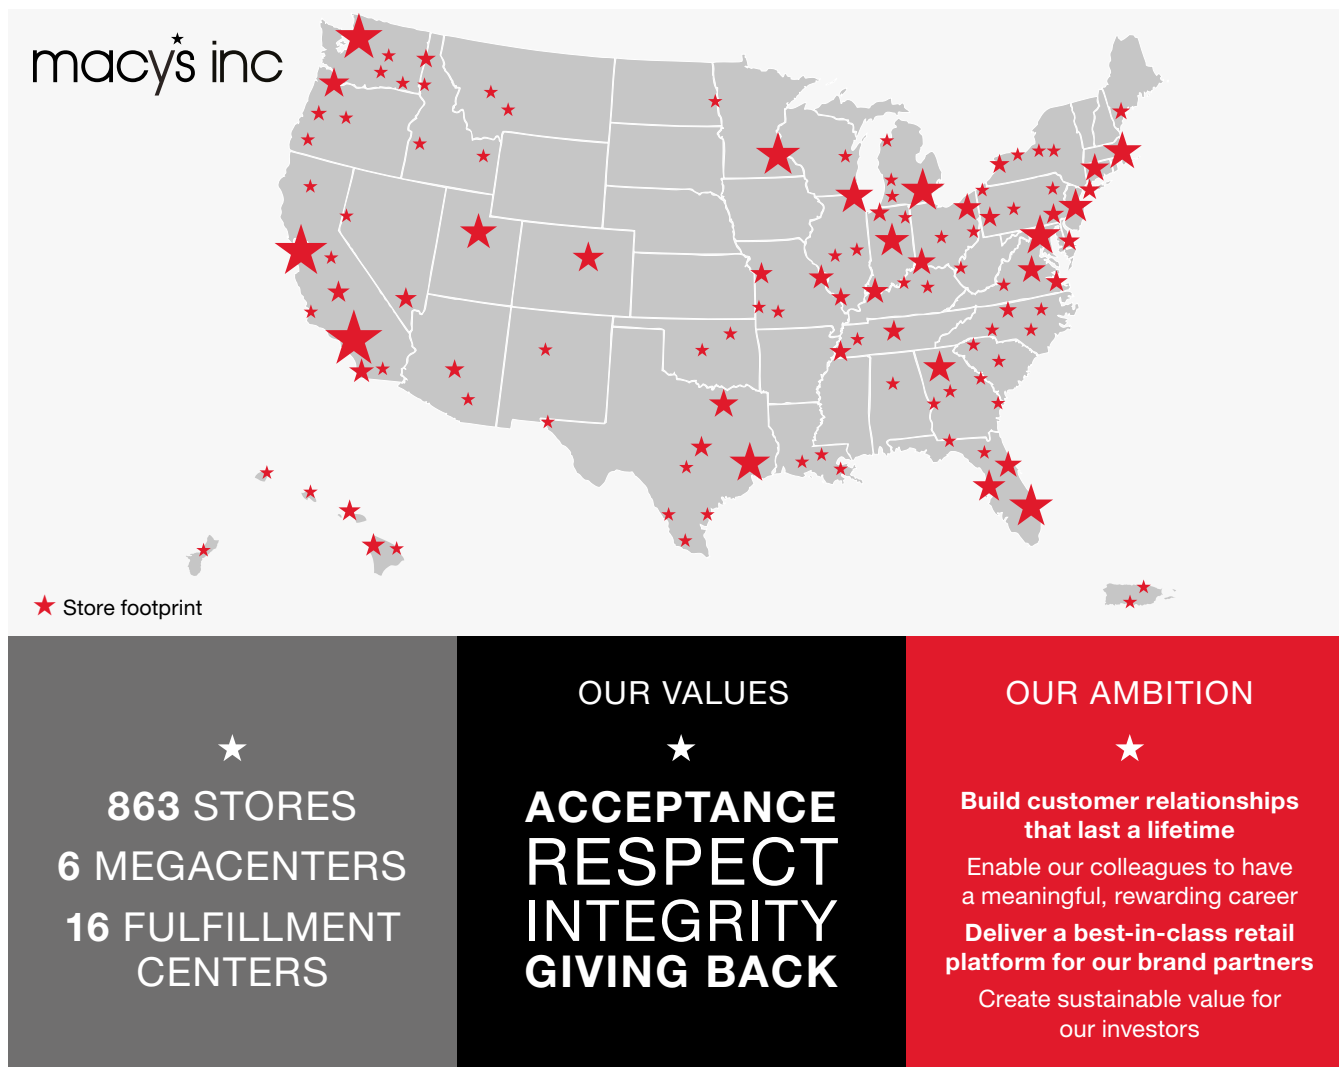 macy's inc
Store footprint
863 STORES
6 MEGACENTERS
16 FULFILLMENT
CENTERS
OUR VALUES
ACCEPTANCE
RESPECT
INTEGRITY
GIVING BACK
OUR AMBITION
Build customer relationships
that last a lifetime
Enable our colleagues to have
a meaningful, rewarding career
Deliver a best-in-class retail
platform for our brand partners
Create sustainable value for
our investors